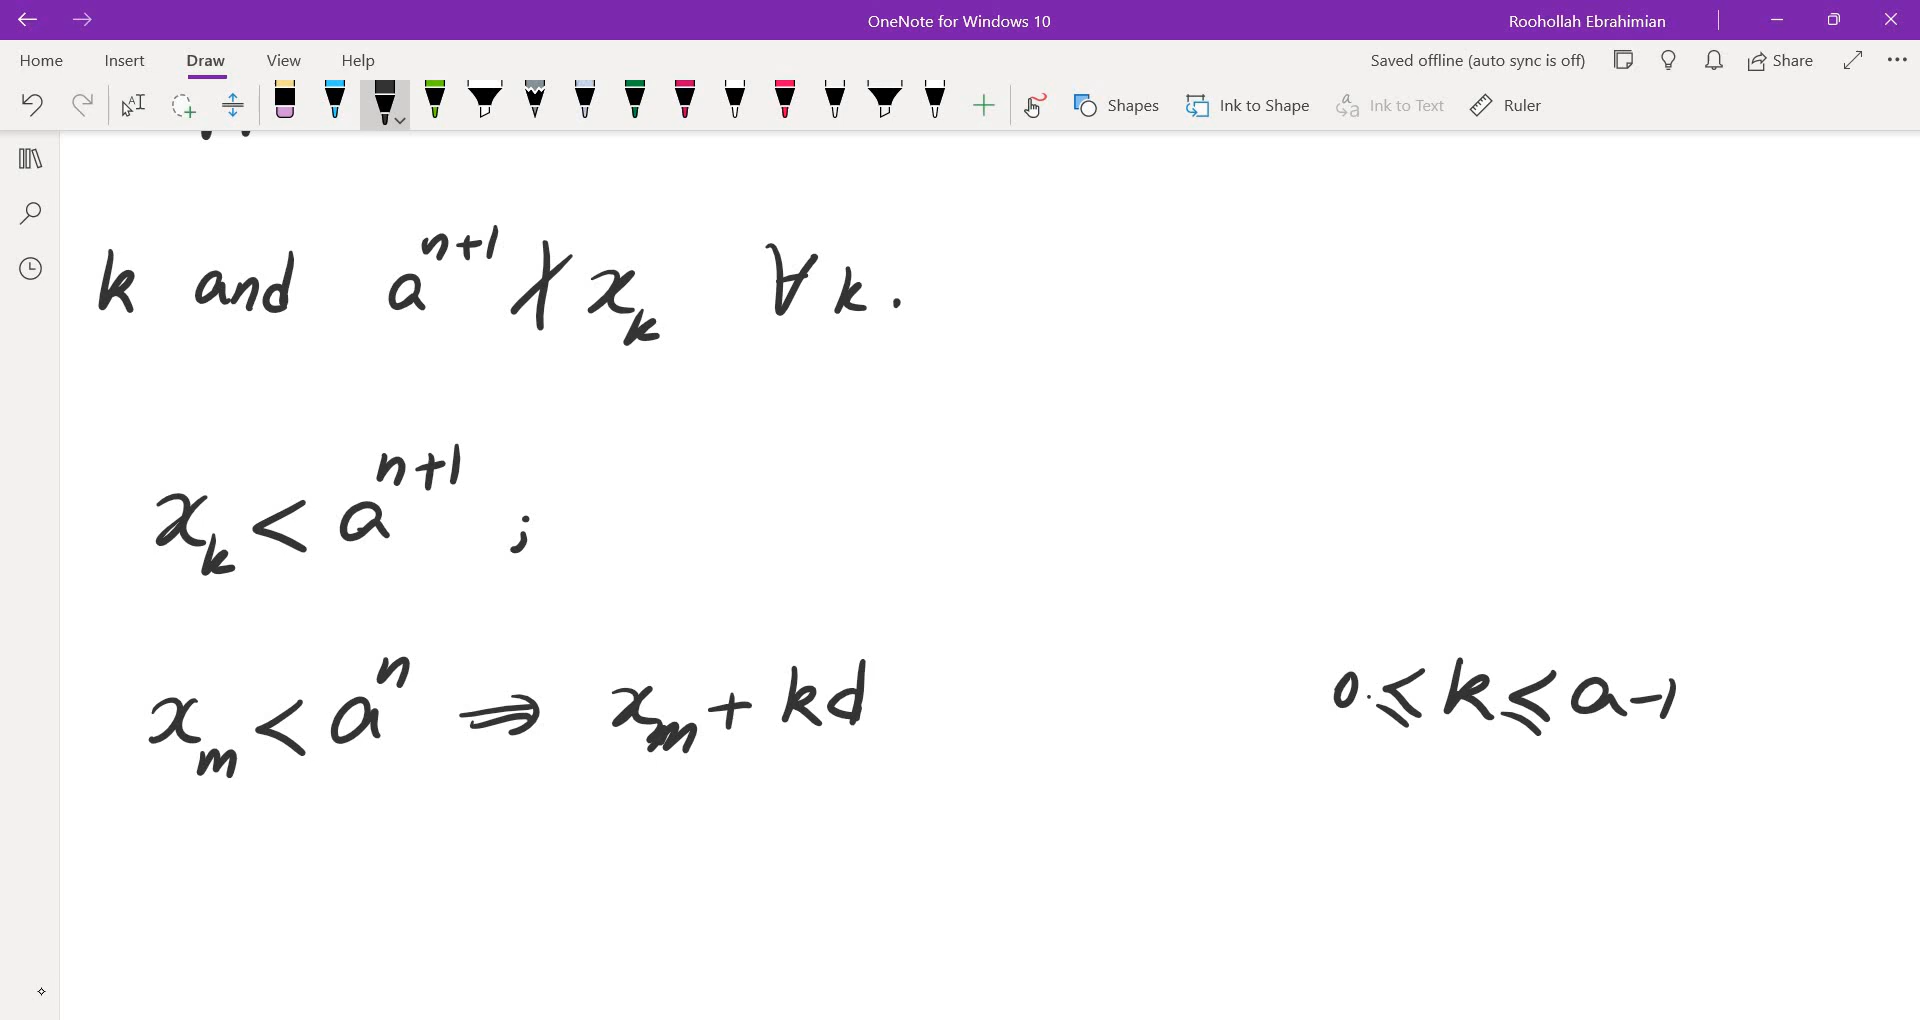 OneNote for Windows 10
Roohollah Ebrahimian
Home Insert Draw View Help
Saved offline (auto sync is off) Share
Shapes Ink to Shape Ink to Text Ruler
k and a^{n+1} ∤ x_k ∀k.
x_k < a^{n+1} ;
x_m < a^n ⇒ x_m + kd 0 ≤ k ≤ a-1